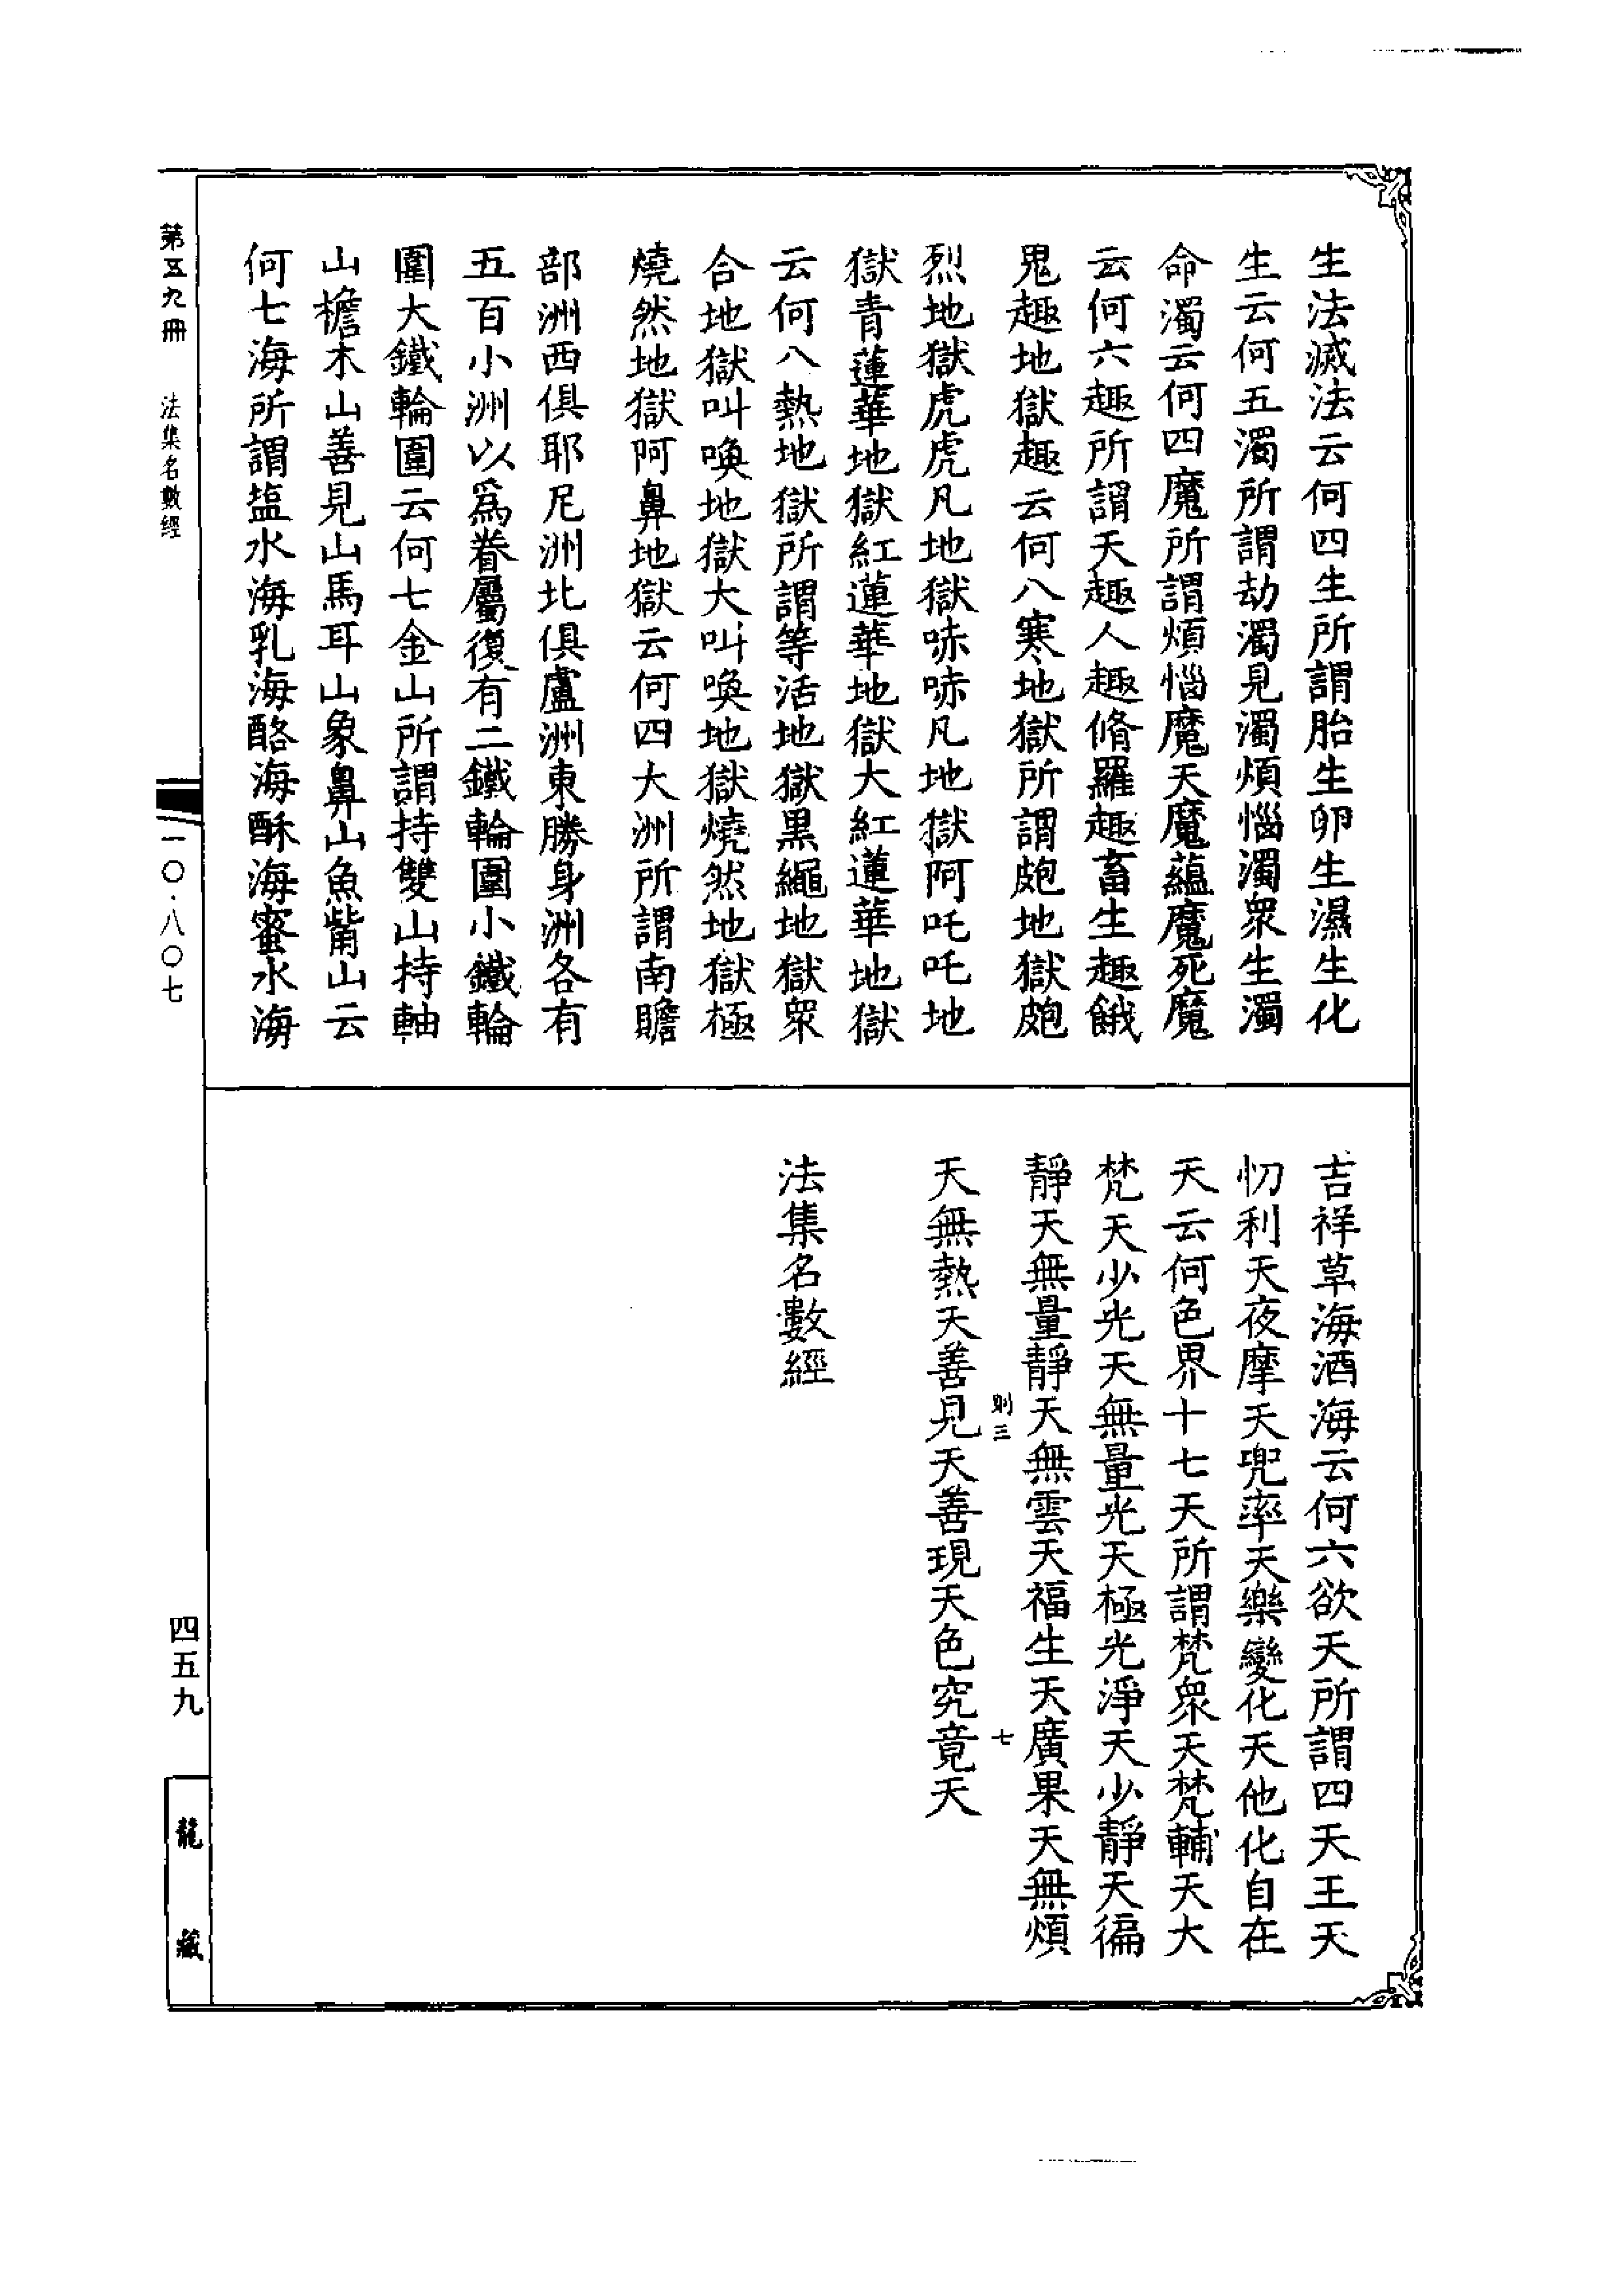 生法滅法云何四生所謂胎生卵生濕生化
生云何五濁所謂劫濁見濁煩惱濁眾生濁
命濁云何四魔所謂煩惱魔天魔蘊魔死魔
云何六趣所謂天趣人趣脩羅趣畜生趣餓
鬼趣地獄趣云何八寒地獄所謂皰地獄皰
烈地獄虎虎凡地獄㖿㖿凡地獄阿吒吒地
獄青蓮華地獄紅蓮華地獄大紅蓮華地獄
云何八熱地獄所謂等活地獄黑繩地獄眾
合地獄叫喚地獄大叫喚地獄燒然地獄極
燒然地獄阿鼻地獄云何四大洲所謂南贍
部洲西俱耶尼洲北俱盧洲東勝身洲各有
五百小洲以爲眷屬復有二鐵輪圍小鐵輪
圍大鐵輪圍云何七金山所謂持雙山持軸
山檐木山善見山馬耳山象鼻山魚觜山云
何七海所謂塩水海乳海酪海酥海蜜水海
吉祥草海酒海云何六欲天所謂四天王天
忉利天夜摩天兜率天樂變化天他化自在
天云何色界十七天所謂梵眾天梵輔天大
梵天少光天無量光天極光淨天少靜天徧
靜天無量靜天無雲天福生天廣果天無煩
則三 七
天無熱天善見天善現天色究竟天
法集名數經
第五九冊 法集名數經
一〇·八〇七
四五九
龍藏